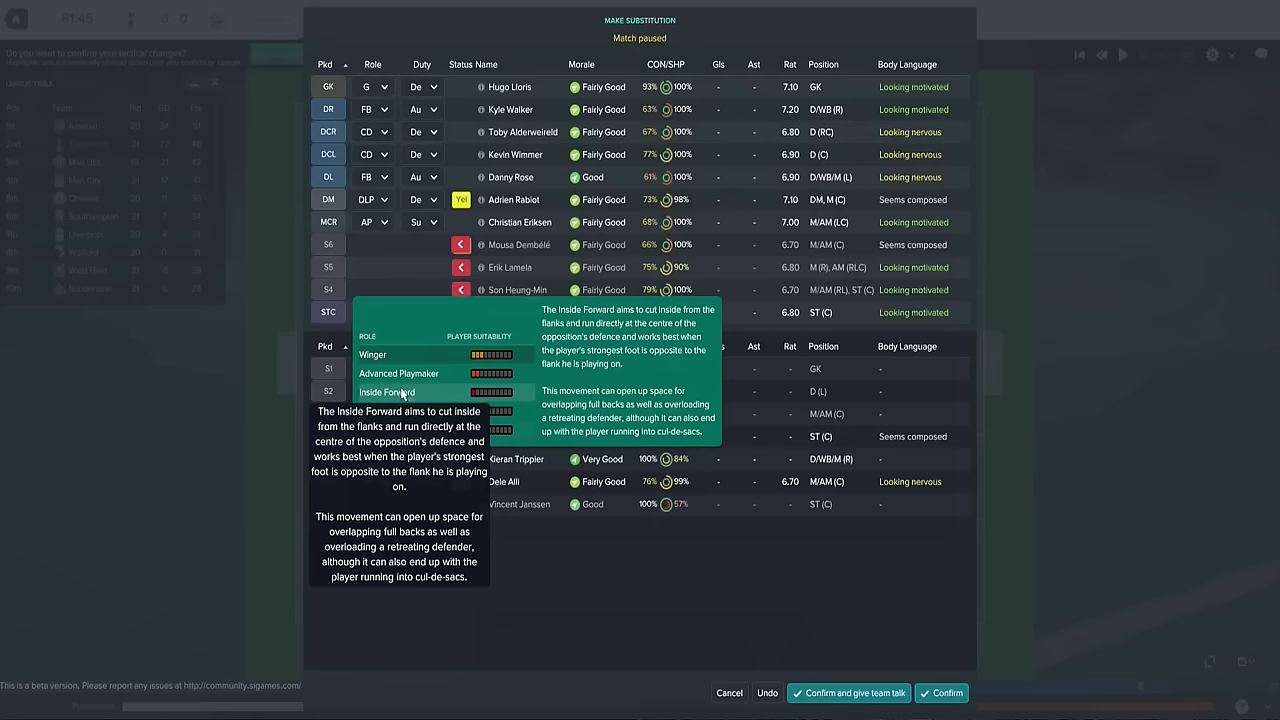 MAKE SUBSTITUTION
Match paused
61:45 0 - 0
Do you want to confirm your tactical changes?
LEAGUE TABLE
Pkd Role Duty Status Name Morale CON/SHP Gls Ast Rat Position Body Language
GK G De Hugo Lloris Fairly Good 93% 100% - - 7.10 GK Looking motivated
DR FB Au Kyle Walker Fairly Good 63% 100% - - 7.20 D/WB (R) Looking motivated
DCR CD De Toby Alderweireld Fairly Good 67% 100% - - 6.80 D (RC) Looking nervous
DCL CD De Kevin Wimmer Fairly Good 77% 100% - - 6.90 D (C) Looking nervous
DL FB Au Danny Rose Good 61% 100% - - 6.90 D/WB/M (L) Looking nervous
DM DLP De Yel Adrien Rabiot Fairly Good 73% 98% - - 7.10 DM, M (C) Seems composed
MCR AP Su Christian Eriksen Fairly Good 68% 100% - - 7.00 M/AM (LC) Looking motivated
S6 Mousa Dembélé Fairly Good 66% 100% - - 6.70 M/AM (C) Seems composed
S5 Erik Lamela Fairly Good 75% 90% - - 6.80 M (R), AM (RLC) Looking motivated
S4 Son Heung-Min Fairly Good 79% 100% - - 6.70 M/AM (RL), ST (C) Looking motivated
STC 6.80 ST (C) Looking motivated
ROLE PLAYER SUITABILITY
Winger
Advanced Playmaker
Inside Forward
The Inside Forward aims to cut inside from the
flanks and run directly at the centre of the
opposition's defence and works best when
the player's strongest foot is opposite to the
flank he is playing on.
This movement can open up space for
overlapping full backs as well as overloading
a retreating defender, although it can also end
up with the player running into cul-de-sacs.
The Inside Forward aims to cut inside
from the flanks and run directly at the
centre of the opposition's defence and
works best when the player's strongest
foot is opposite to the flank he is playing
on.
This movement can open up space for
overlapping full backs as well as
overloading a retreating defender,
although it can also end up with the
player running into cul-de-sacs.
Pkd Ast Rat Position Body Language
S1 - - GK -
S2 - - D (L) -
- - M/AM (C) -
- - ST (C) Seems composed
Kieran Trippier Very Good 100% 84% - - - D/WB/M (R) -
Dele Alli Fairly Good 76% 99% - - 6.70 M/AM (C) Looking nervous
Vincent Janssen Good 100% 57% - - - ST (C) -
This is a beta version. Please report any issues at http://community.sigames.com/
Cancel Undo Confirm and give team talk Confirm